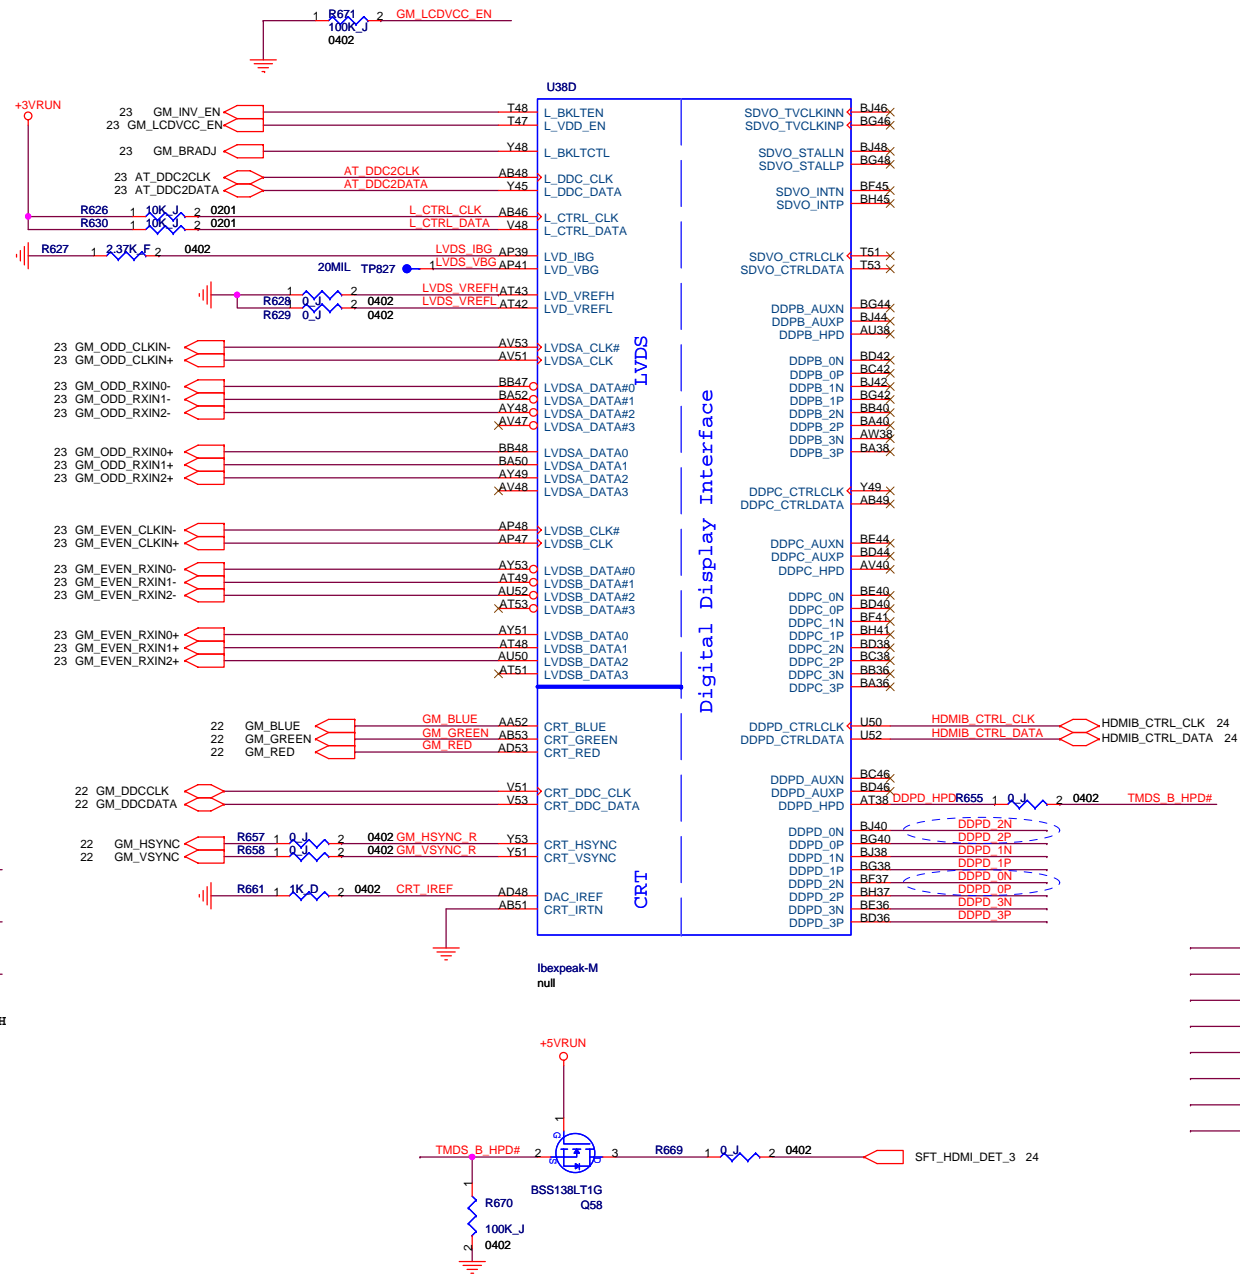 R671
1 2 GM_LCDVCC_EN
100K_J
0402
U38D
+3VRUN
23 GM_INV_EN T48 L_BKLTEN
23 GM_LCDVCC_EN T47 L_VDD_EN
23 GM_BRADJ Y48 L_BKLTCTL
23 AT_DDC2CLK AT_DDC2CLK AB48 L_DDC_CLK
23 AT_DDC2DATA AT_DDC2DATA Y45 L_DDC_DATA
R626 1 10K_J 2 0201 L_CTRL_CLK AB46 L_CTRL_CLK
R630 1 10K_J 2 0201 L_CTRL_DATA V48 L_CTRL_DATA
R627 1 2.37K_F 2 0402 LVDS_IBG AP39 LVD_IBG
20MIL TP827 1 LVDS_VBG AP41 LVD_VBG
1 2 LVDS_VREFH AT43 LVD_VREFH
R628 0_J 2 0402 LVDS_VREFL AT42 LVD_VREFL
R629 0_J 0402
23 GM_ODD_CLKIN- AV53 LVDSA_CLK#
23 GM_ODD_CLKIN+ AV51 LVDSA_CLK
23 GM_ODD_RXIN0- BB47 LVDSA_DATA#0
23 GM_ODD_RXIN1- BA52 LVDSA_DATA#1
23 GM_ODD_RXIN2- AY48 LVDSA_DATA#2
AV47 LVDSA_DATA#3
23 GM_ODD_RXIN0+ BB48 LVDSA_DATA0
23 GM_ODD_RXIN1+ BA50 LVDSA_DATA1
23 GM_ODD_RXIN2+ AY49 LVDSA_DATA2
AV48 LVDSA_DATA3
23 GM_EVEN_CLKIN- AP48 LVDSB_CLK#
23 GM_EVEN_CLKIN+ AP47 LVDSB_CLK
23 GM_EVEN_RXIN0- AY53 LVDSB_DATA#0
23 GM_EVEN_RXIN1- AT49 LVDSB_DATA#1
23 GM_EVEN_RXIN2- AU52 LVDSB_DATA#2
AT53 LVDSB_DATA#3
23 GM_EVEN_RXIN0+ AY51 LVDSB_DATA0
23 GM_EVEN_RXIN1+ AT48 LVDSB_DATA1
23 GM_EVEN_RXIN2+ AU50 LVDSB_DATA2
AT51 LVDSB_DATA3
22 GM_BLUE GM_BLUE AA52 CRT_BLUE
22 GM_GREEN GM_GREEN AB53 CRT_GREEN
22 GM_RED GM_RED AD53 CRT_RED
22 GM_DDCCLK V51 CRT_DDC_CLK
22 GM_DDCDATA V53 CRT_DDC_DATA
22 GM_HSYNC R657 1 0_J 2 0402 GM_HSYNC_R Y53 CRT_HSYNC
22 GM_VSYNC R658 1 0_J 2 0402 GM_VSYNC_R Y51 CRT_VSYNC
R661 1 1K_D 2 0402 CRT_IREF AD48 DAC_IREF
AB51 CRT_IRTN
LVDS
CRT
Digital Display Interface
SDVO_TVCLKINN BJ46
SDVO_TVCLKINP BG46
SDVO_STALLN BJ48
SDVO_STALLP BG48
SDVO_INTN BF45
SDVO_INTP BH45
SDVO_CTRLCLK T51
SDVO_CTRLDATA T53
DDPB_AUXN BG44
DDPB_AUXP BJ44
DDPB_HPD AU38
DDPB_0N BD42
DDPB_0P BC42
DDPB_1N BJ42
DDPB_1P BG42
DDPB_2N BB40
DDPB_2P BA40
DDPB_3N AW38
DDPB_3P BA38
DDPC_CTRLCLK Y49
DDPC_CTRLDATA AB49
DDPC_AUXN BE44
DDPC_AUXP BD44
DDPC_HPD AV40
DDPC_0N BE40
DDPC_0P BD40
DDPC_1N BF41
DDPC_1P BH41
DDPC_2N BD38
DDPC_2P BC38
DDPC_3N BB36
DDPC_3P BA36
DDPD_CTRLCLK U50 HDMIB_CTRL_CLK HDMIB_CTRL_CLK 24
DDPD_CTRLDATA U52 HDMIB_CTRL_DATA HDMIB_CTRL_DATA 24
DDPD_AUXN BC46
DDPD_AUXP BD46
DDPD_HPD AT38 DDPD_HPD R655 1 0_J 2 0402 TMDS_B_HPD#
DDPD_0N BJ40 DDPD_2N
DDPD_0P BG40 DDPD_2P
DDPD_1N BJ38 DDPD_1N
DDPD_1P BG38 DDPD_1P
DDPD_2N BF37 DDPD_0N
DDPD_2P BH37 DDPD_0P
DDPD_3N BE36 DDPD_3N
DDPD_3P BD36 DDPD_3P
Ibexpeak-M
null
H
+5VRUN
1
G
TMDS_B_HPD# 2 S D 3 R669 1 0_J 2 0402 SFT_HDMI_DET_3 24
BSS138LT1G
Q58
1
R670
100K_J
2 0402